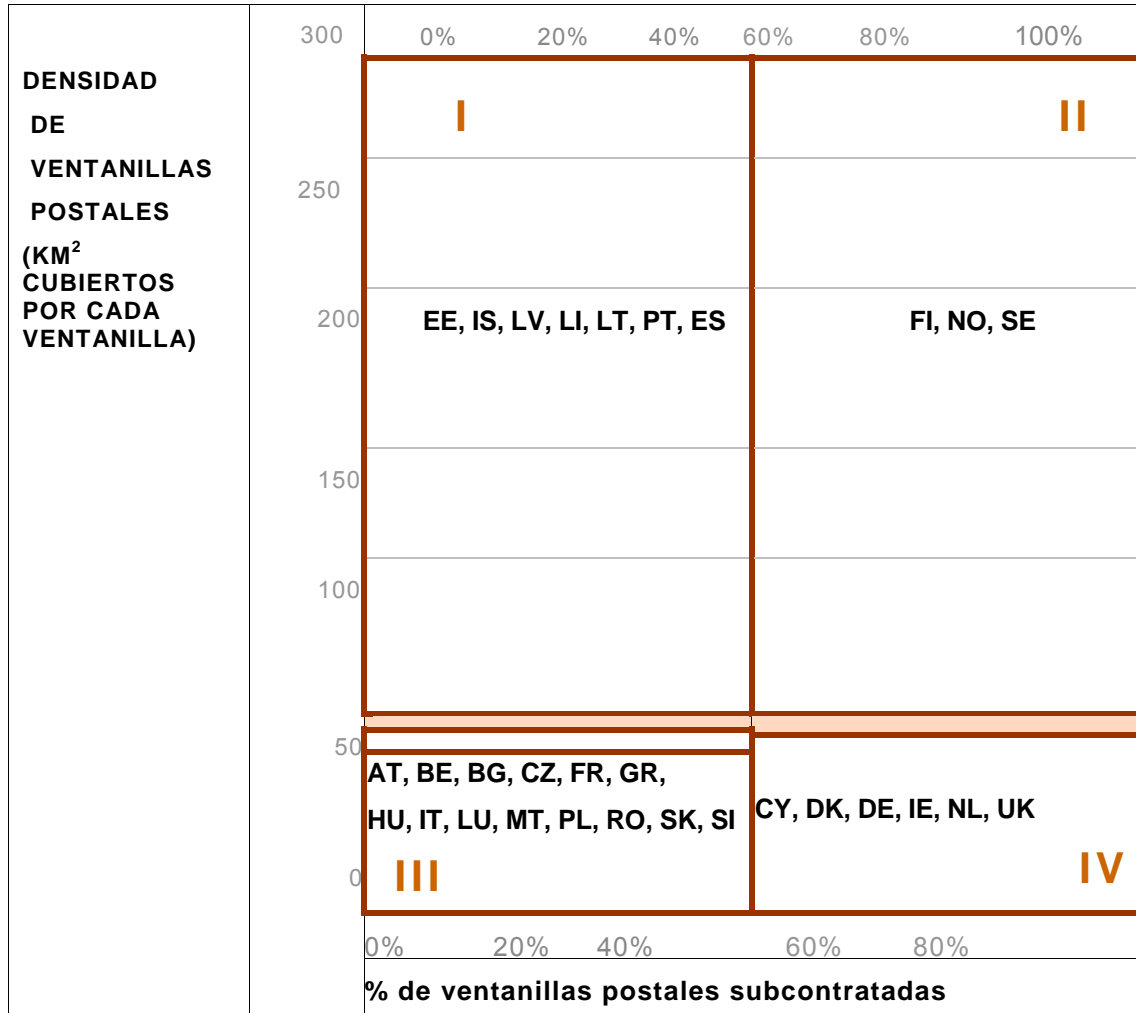 300 0% 20% 40% 60% 80% 100%
DENSIDAD
DE
VENTANILLAS
POSTALES
(KM²
CUBIERTOS
POR CADA
VENTANILLA)
I II
250
200 EE, IS, LV, LI, LT, PT, ES FI, NO, SE
150
100
50
AT, BE, BG, CZ, FR, GR,
HU, IT, LU, MT, PL, RO, SK, SI CY, DK, DE, IE, NL, UK
0 III IV
0% 20% 40% 60% 80%
% de ventanillas postales subcontratadas